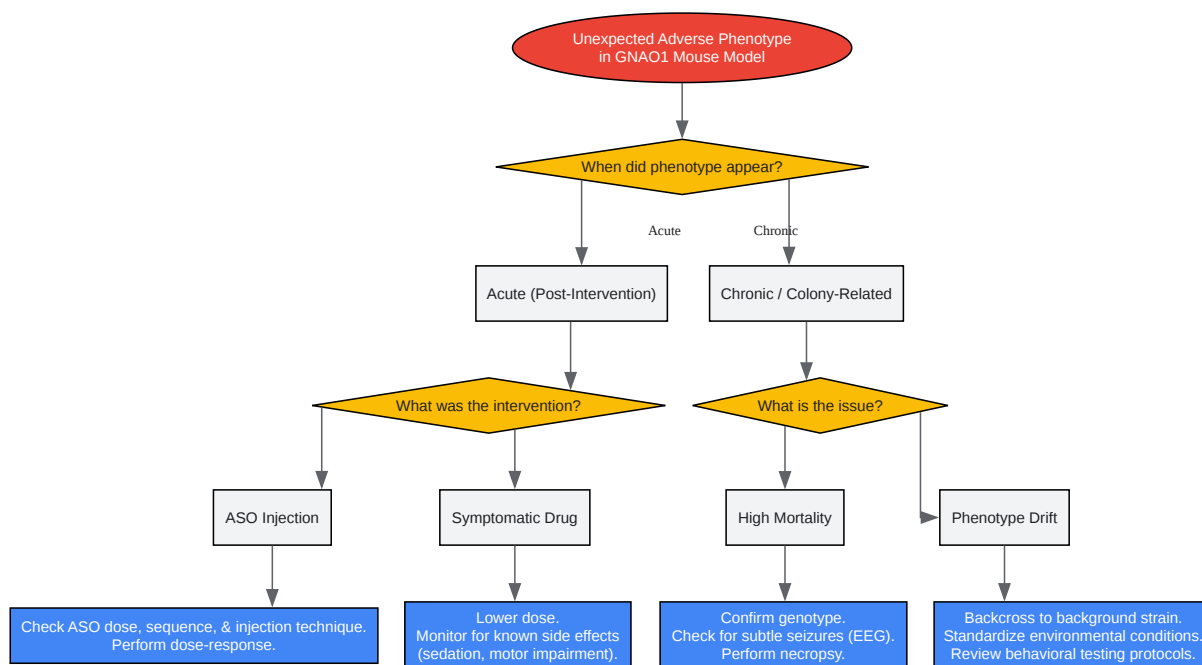 Unexpected Adverse Phenotype
in GNAO1 Mouse Model
When did phenotype appear?
Acute
Chronic
Acute (Post-Intervention)
Chronic / Colony-Related
What was the intervention?
What is the issue?
ASO Injection
Symptomatic Drug
High Mortality
Phenotype Drift
Check ASO dose, sequence, & injection technique.
Perform dose-response.
Lower dose.
Monitor for known side effects
(sedation, motor impairment).
Confirm genotype.
Check for subtle seizures (EEG).
Perform necropsy.
Backcross to background strain.
Standardize environmental conditions.
Review behavioral testing protocols.